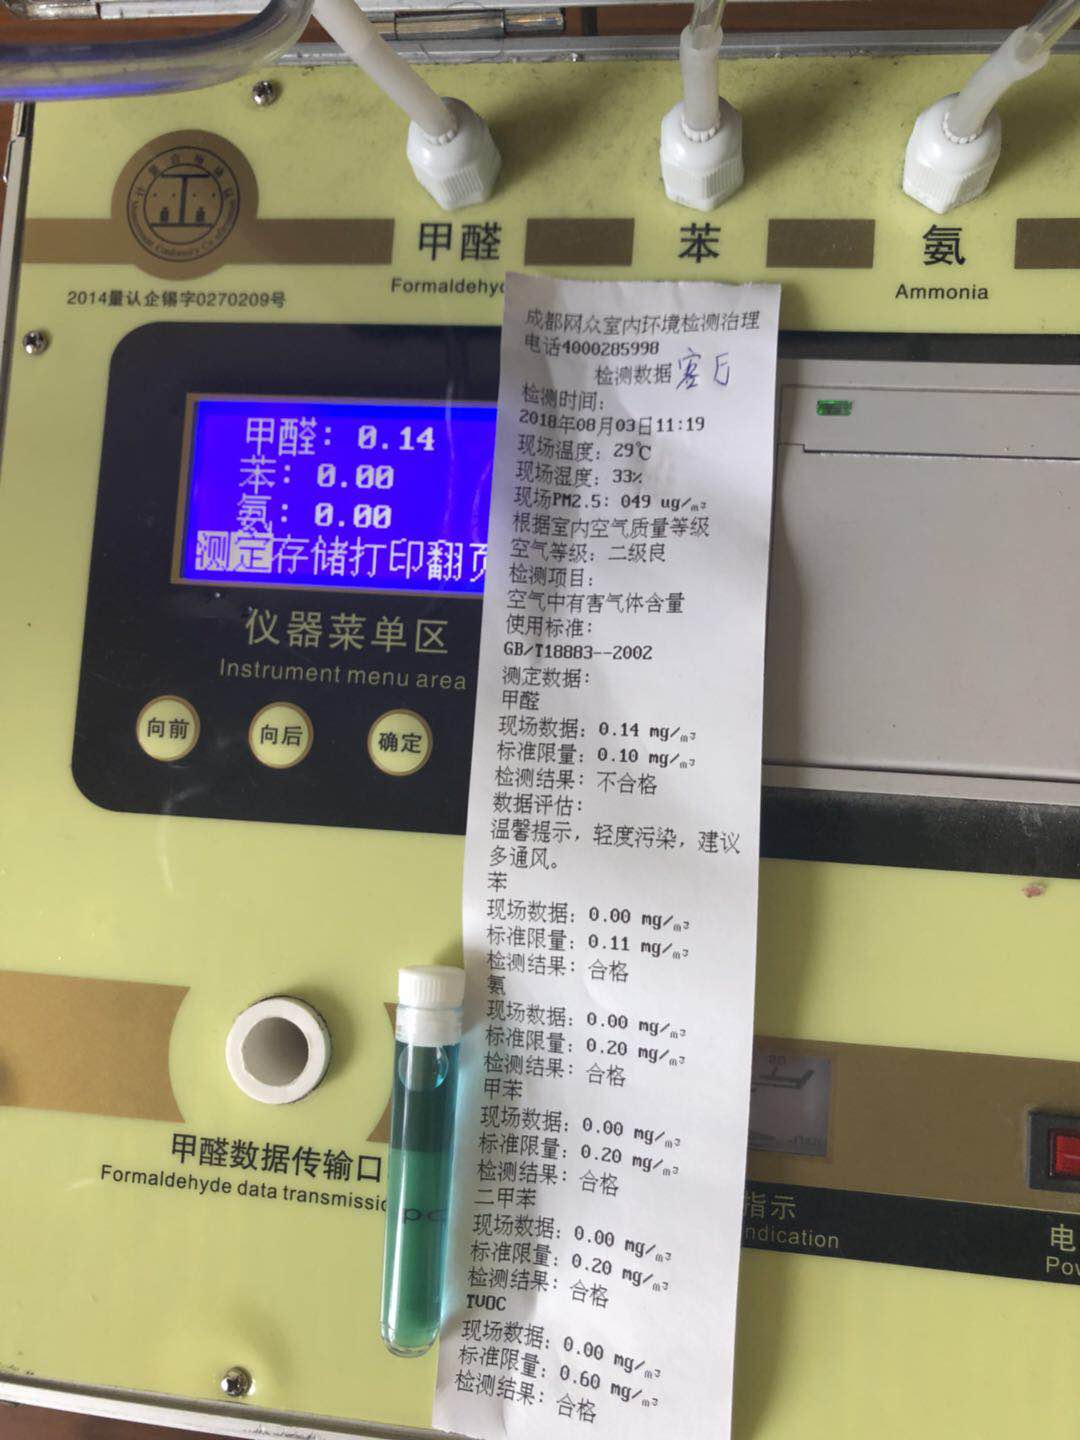 甲醛
苯
氨
Formaldehy
Ammonia
2014量认企锡字0270209号
甲醛：0.14
苯：0.00
氨：0.00
测定存储打印翻页
仪器菜单区
Instrument menu area
向前
向后
确定
成都网众室内环境检测治理
电话4000285998
检测数据 客厅
检测时间：
2018年08月03日11:19
现场温度：29℃
现场湿度：33%
现场PM2.5：049 ug/m³
根据室内空气质量等级
空气等级：二级良
检测项目：
空气中有害气体含量
使用标准：
GB/T18883--2002
测定数据：
甲醛
现场数据：0.14 mg/m³
标准限量：0.10 mg/m³
检测结果：不合格
数据评估：
温馨提示，轻度污染，建议
多通风。
苯
现场数据：0.00 mg/m³
标准限量：0.11 mg/m³
检测结果：合格
氨
现场数据：0.00 mg/m³
标准限量：0.20 mg/m³
检测结果：合格
甲苯
现场数据：0.00 mg/m³
标准限量：0.20 mg/m³
检测结果：合格
二甲苯
现场数据：0.00 mg/m³
标准限量：0.20 mg/m³
检测结果：合格
TVOC
现场数据：0.00 mg/m³
标准限量：0.60 mg/m³
检测结果：合格
甲醛数据传输口
Formaldehyde data transmissio
指示
ndication
电
Pow